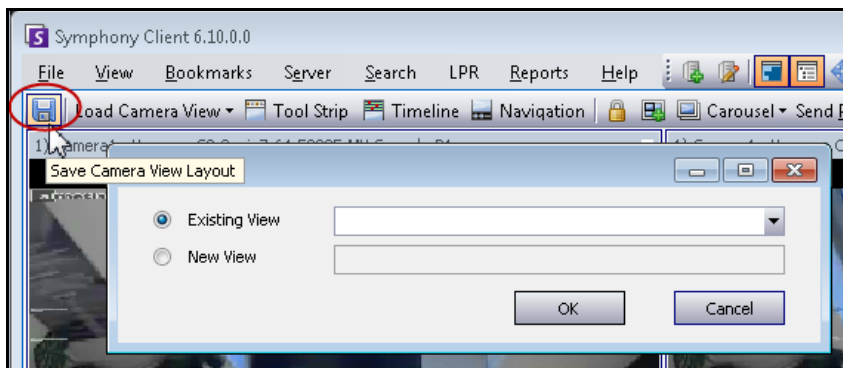 Symphony Client 6.10.0.0
File View Bookmarks Server Search LPR Reports Help
Load Camera View Tool Strip Timeline Navigation Carousel Send
Save Camera View Layout
Existing View
New View
OK Cancel